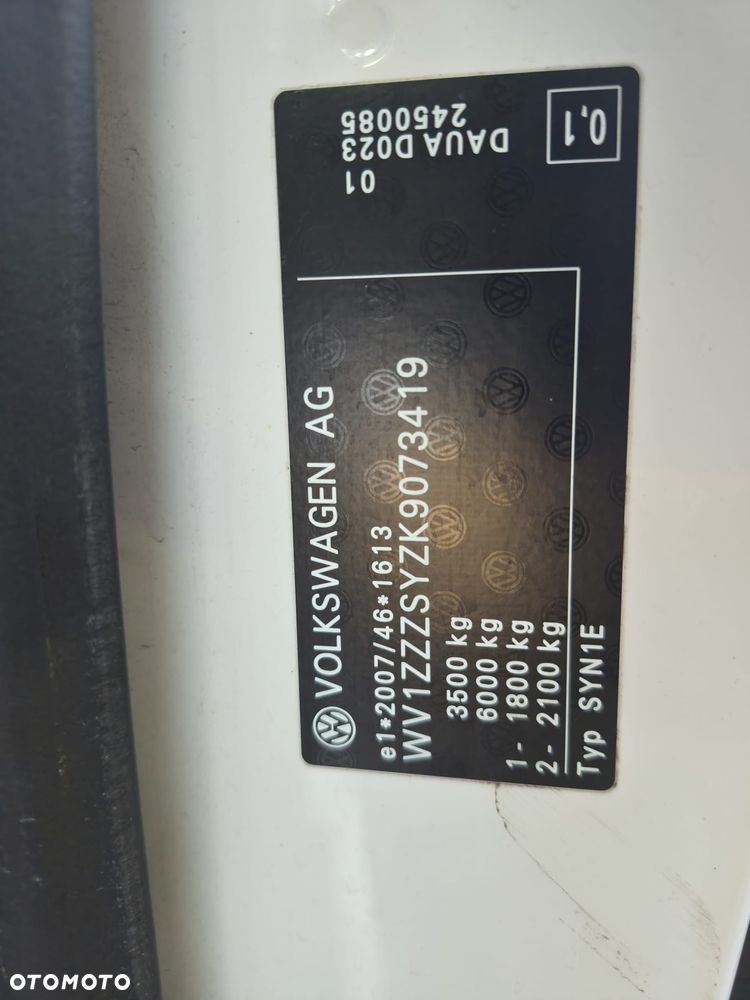 VOLKSWAGEN AG
e1*2007/46*1613
WV1ZZZSYZK9073419
3500 kg
6000 kg
1- 1800 kg
2- 2100 kg
Typ SYN1E
01
DAUA D023
2450085
0,1
OTOMOTO